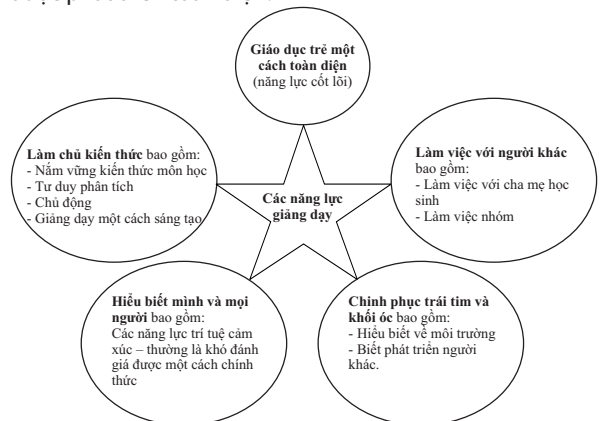 Giáo dục trẻ một
cách toàn diện
(năng lực cốt lõi)
Làm chủ kiến thức bao gồm:
- Nắm vững kiến thức môn học
- Tư duy phân tích
- Chủ động
- Giảng dạy một cách sáng tạo
Làm việc với người khác
bao gồm:
- Làm việc với cha mẹ học
sinh
- Làm việc nhóm
Các năng lực
giảng dạy
Hiểu biết mình và mọi
người bao gồm:
Các năng lực trí tuệ cảm
xúc – thường là khó đánh
giá được một cách chính
thức
Chinh phục trái tim và
khối óc bao gồm:
- Hiểu biết về môi trường
- Biết phát triển người
khác.